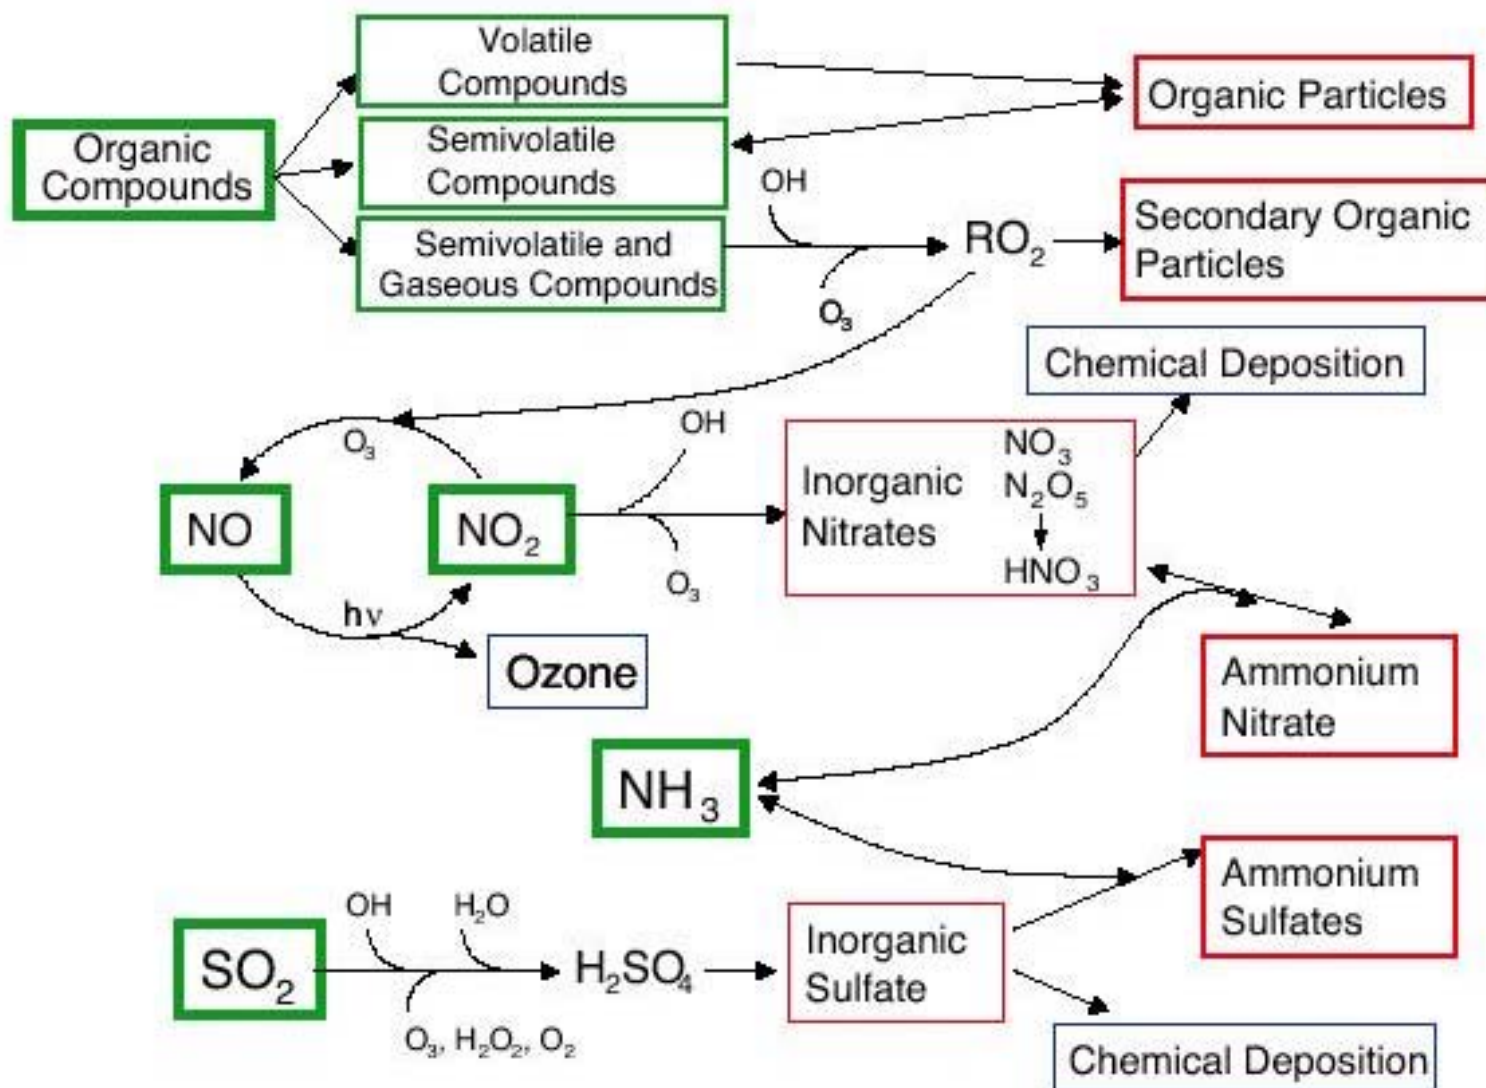 Volatile
Compounds
Organic Particles
Organic
Compounds
Semivolatile
Compounds
OH
Semivolatile and
Gaseous Compounds
RO₂
Secondary Organic
Particles
O₃
Chemical Deposition
O₃
OH
NO
NO₂
Inorganic
Nitrates
NO₃
N₂O₅
HNO₃
O₃
hν
Ozone
Ammonium
Nitrate
NH₃
Ammonium
Sulfates
SO₂
OH
H₂O
H₂SO₄
Inorganic
Sulfate
O₃, H₂O₂, O₂
Chemical Deposition